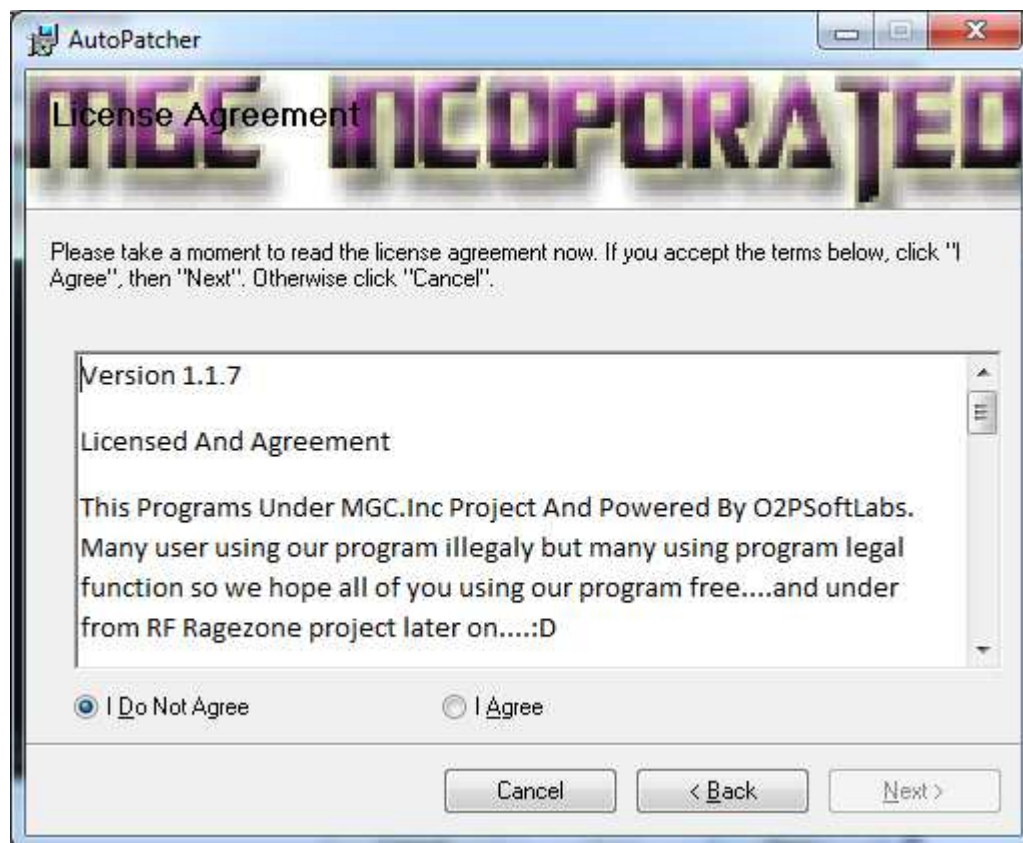 AutoPatcher
MGC INCOPORATED
License Agreement
Please take a moment to read the license agreement now. If you accept the terms below, click "I
Agree", then "Next". Otherwise click "Cancel".
Version 1.1.7
Licensed And Agreement
This Programs Under MGC.Inc Project And Powered By O2PSoftLabs.
Many user using our program illegaly but many using program legal
function so we hope all of you using our program free....and under
from RF Ragezone project later on....:D
I Do Not Agree
I Agree
Cancel
< Back
Next >